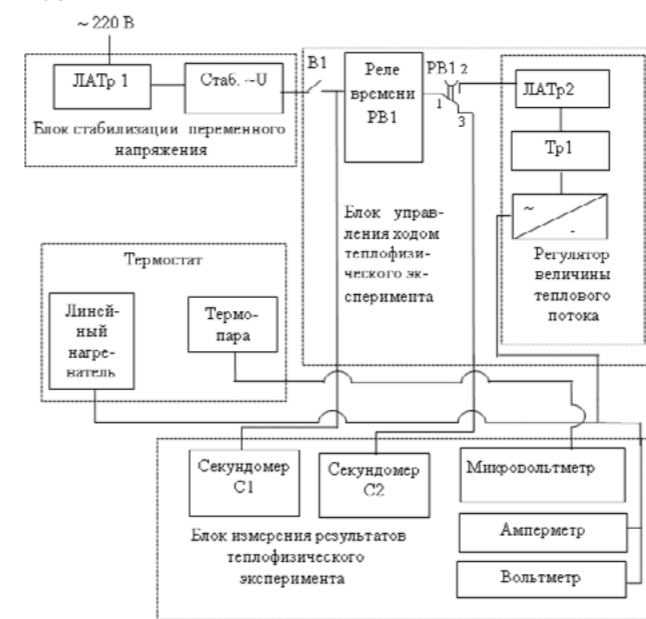 ~ 220 В
ЛАТр 1
Стаб. ~U
Блок стабилизации переменного
напряжения
В1
Реле
времени
РВ1
РВ1 2
1
3
ЛАТр2
Тр1
~
-
Регулятор
величины
теплового
потока
Блок управ-
ления ходом
теплофизи-
ческого эк-
сперимента
Термостат
Линей-
ный
нагре-
ватель
Термо-
пара
Секундомер
С1
Секундомер
С2
Микровольтметр
Амперметр
Вольтметр
Блок измерения результатов
теплофизического
эксперимента